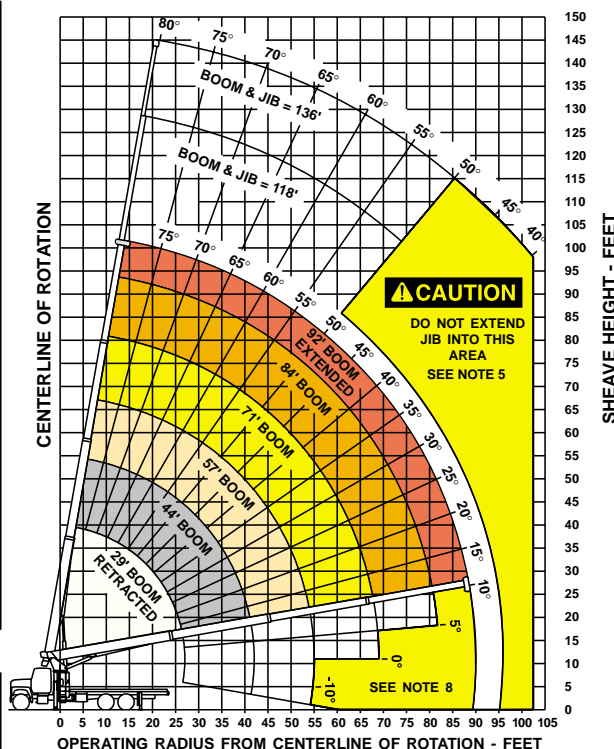 80°
75°
70°
65°
60°
55°
50°
45°
40°
BOOM & JIB = 136'
BOOM & JIB = 118'
75°
70°
65°
60°
55°
50°
45°
40°
35°
30°
25°
20°
15°
10°
5°
0°
-10°
92' BOOM
EXTENDED
84' BOOM
71' BOOM
57' BOOM
44' BOOM
29' BOOM
RETRACTED
CAUTION
DO NOT EXTEND
JIB INTO THIS
AREA
SEE NOTE 5
SEE NOTE 8
CENTERLINE OF ROTATION
150
145
140
135
130
125
120
115
110
105
100
95
90
85
80
75
70
65
60
55
50
45
40
35
30
25
20
15
10
5
0
SHEAVE HEIGHT - FEET
0 5 10 15 20 25 30 35 40 45 50 55 60 65 70 75 80 85 90 95 100 105
OPERATING RADIUS FROM CENTERLINE OF ROTATION - FEET